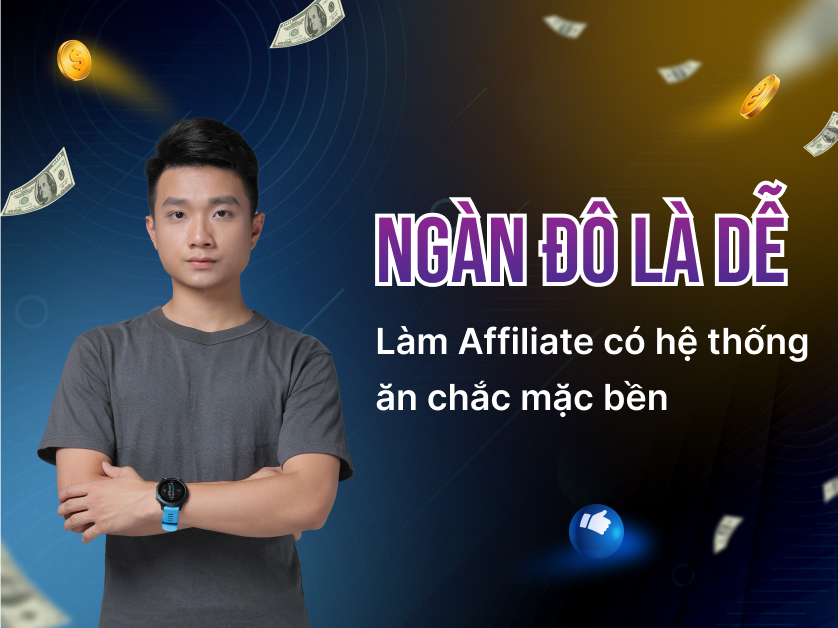 NGÀN ĐÔ LÀ DỄ
Làm Affiliate có hệ thống
ăn chắc mặc bền